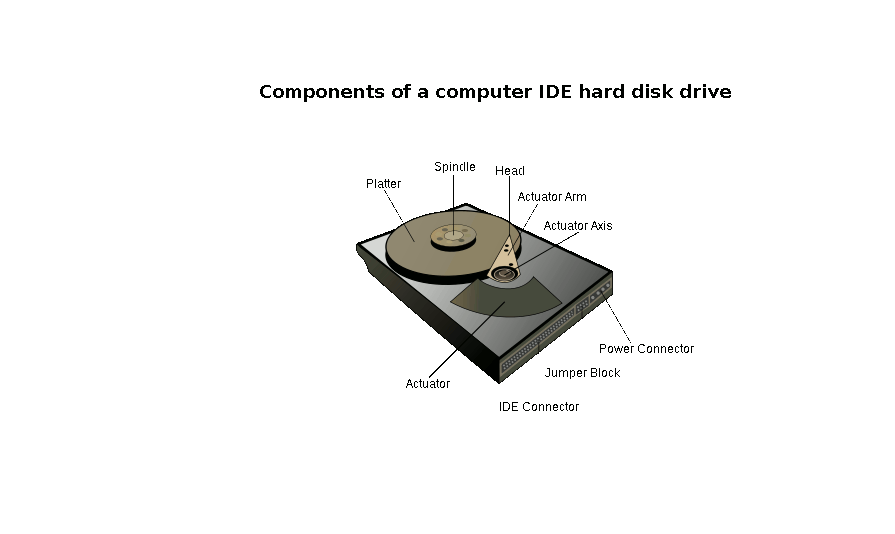 Components of a computer IDE hard disk drive
Spindle
Head
Platter
Actuator Arm
Actuator Axis
Power Connector
Jumper Block
Actuator
IDE Connector